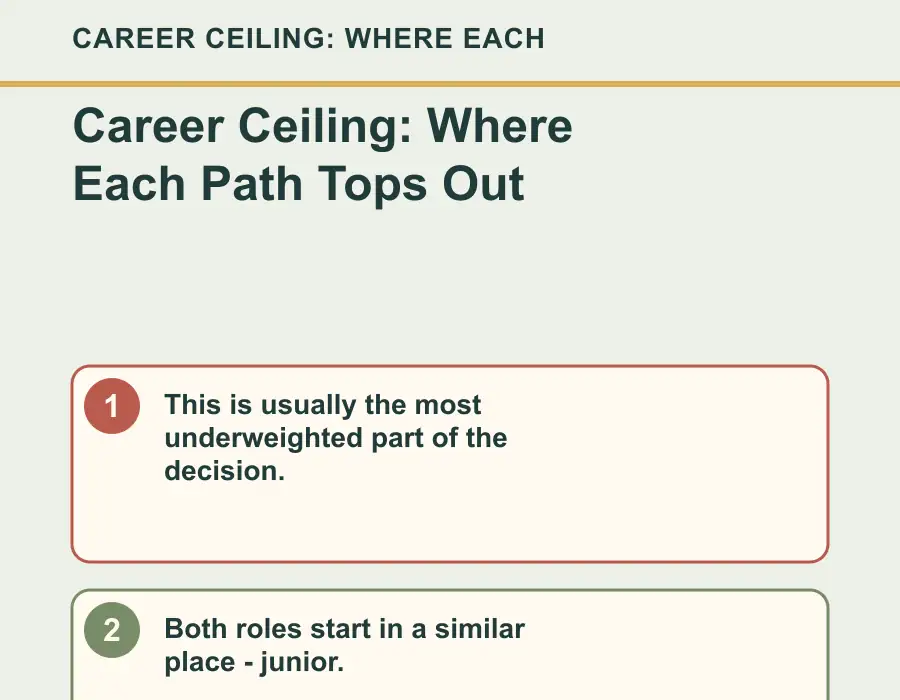 CAREER CEILING: WHERE EACH
Career Ceiling: Where
Each Path Tops Out
1
This is usually the most
underweighted part of the
decision.
2
Both roles start in a similar
place - junior.